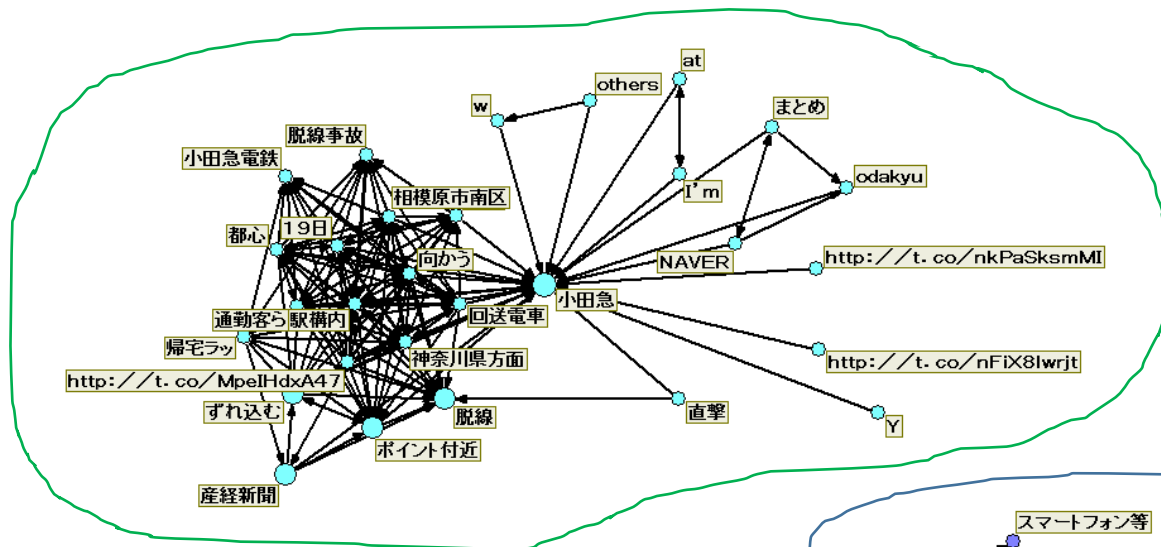 at
others
w
まとめ
脱線事故
小田急電鉄
I'm
odakyu
相模原市南区
19日
都心
向かう
NAVER
http://t.co/nkPaSksmMI
小田急
通勤客ら
駅構内
回送電車
帰宅ラッ
神奈川県方面
http://t.co/nFiX8Iwrjt
http://t.co/MpeIHdxA47
ずれ込む
脱線
直撃
Y
ポイント付近
産経新聞
スマートフォン等